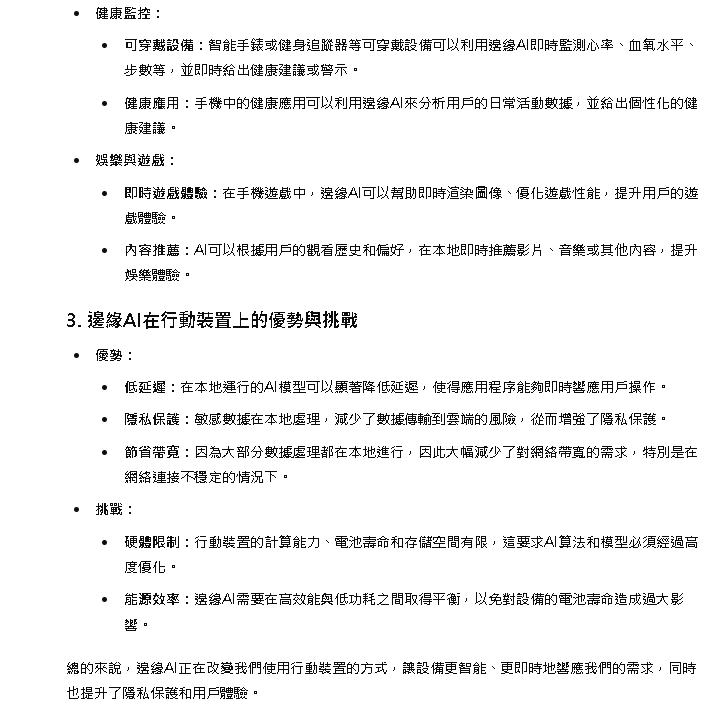 • 健康監控：
• 可穿戴設備：智能手錶或健身追蹤器等可穿戴設備可以利用邊緣AI即時監測心率、血氧水平、
步數等，並即時給出健康建議或警示。
• 健康應用：手機中的健康應用可以利用邊緣AI來分析用戶的日常活動數據，並給出個性化的健
康建議。
• 娛樂與遊戲：
• 即時遊戲體驗：在手機遊戲中，邊緣AI可以幫助即時渲染圖像、優化遊戲性能，提升用戶的遊
戲體驗。
• 內容推薦：AI可以根據用戶的觀看歷史和偏好，在本地即時推薦影片、音樂或其他內容，提升
娛樂體驗。
3. 邊緣AI在行動裝置上的優勢與挑戰
• 優勢：
• 低延遲：在本地運行的AI模型可以顯著降低延遲，使得應用程序能夠即時響應用戶操作。
• 隱私保護：敏感數據在本地處理，減少了數據傳輸到雲端的風險，從而增強了隱私保護。
• 節省帶寬：因為大部分數據處理都在本地進行，因此大幅減少了對網絡帶寬的需求，特別是在
網絡連接不穩定的情況下。
• 挑戰：
• 硬體限制：行動裝置的計算能力、電池壽命和存儲空間有限，這要求AI算法和模型必須經過高
度優化。
• 能源效率：邊緣AI需要在高效能與低功耗之間取得平衡，以免對設備的電池壽命造成過大影
響。
總的來說，邊緣AI正在改變我們使用行動裝置的方式，讓設備更智能、更即時地響應我們的需求，同時
也提升了隱私保護和用戶體驗。